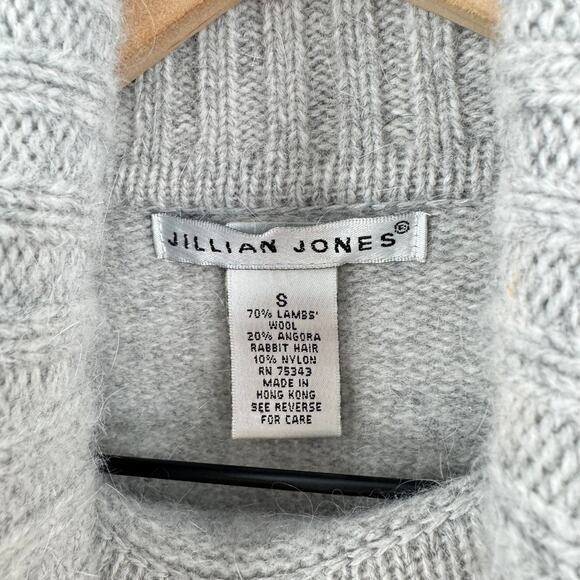 JILLIAN JONES®
S
70% LAMBS'
WOOL
20% ANGORA
RABBIT HAIR
10% NYLON
RN 75343
MADE IN
HONG KONG
SEE REVERSE
FOR CARE